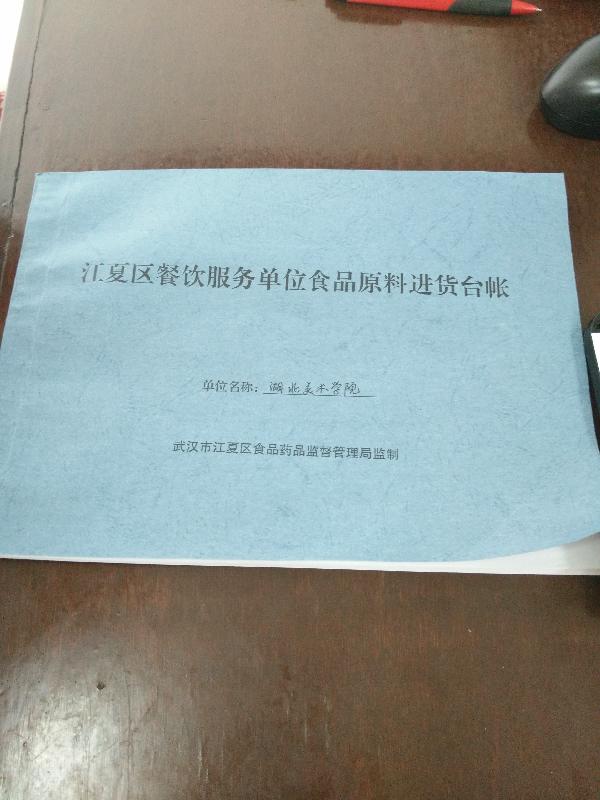 江夏区餐饮服务单位食品原料进货台帐
单位名称：湖北美术学院
武汉市江夏区食品药品监督管理局监制